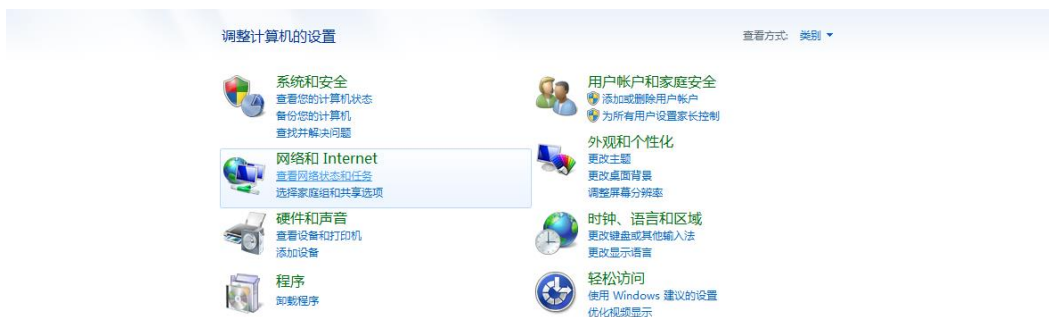 调整计算机的设置
查看方式: 类别
系统和安全
查看您的计算机状态
备份您的计算机
查找并解决问题
网络和 Internet
查看网络状态和任务
选择家庭组和共享选项
硬件和声音
查看设备和打印机
添加设备
程序
卸载程序
用户帐户和家庭安全
添加或删除用户帐户
为所有用户设置家长控制
外观和个性化
更改主题
更改桌面背景
调整屏幕分辨率
时钟、语言和区域
更改键盘或其他输入法
更改显示语言
轻松访问
使用 Windows 建议的设置
优化视频显示